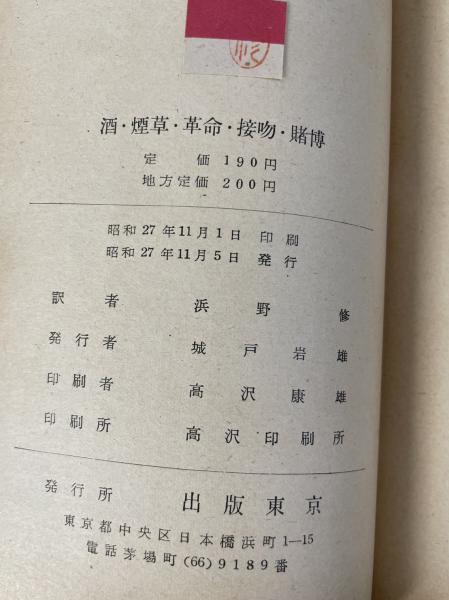 酒・煙草・革命・接吻・賭博
定価 190円
地方定価 200円
昭和27年11月1日 印刷
昭和27年11月5日 発行
訳者 浜野修
発行者 城戸岩雄
印刷者 高沢康雄
印刷所 高沢印刷所
発行所 出版東京
東京都中央区日本橋浜町1—15
電話茅場町(66)9189番